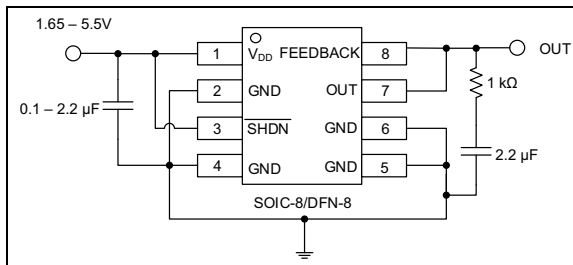 1.65 – 5.5V
1
V_DD
FEEDBACK
8
OUT
2
GND
OUT
7
1 kΩ
0.1 – 2.2 µF
3
SHDN
GND
6
2.2 µF
4
GND
GND
5
SOIC-8/DFN-8